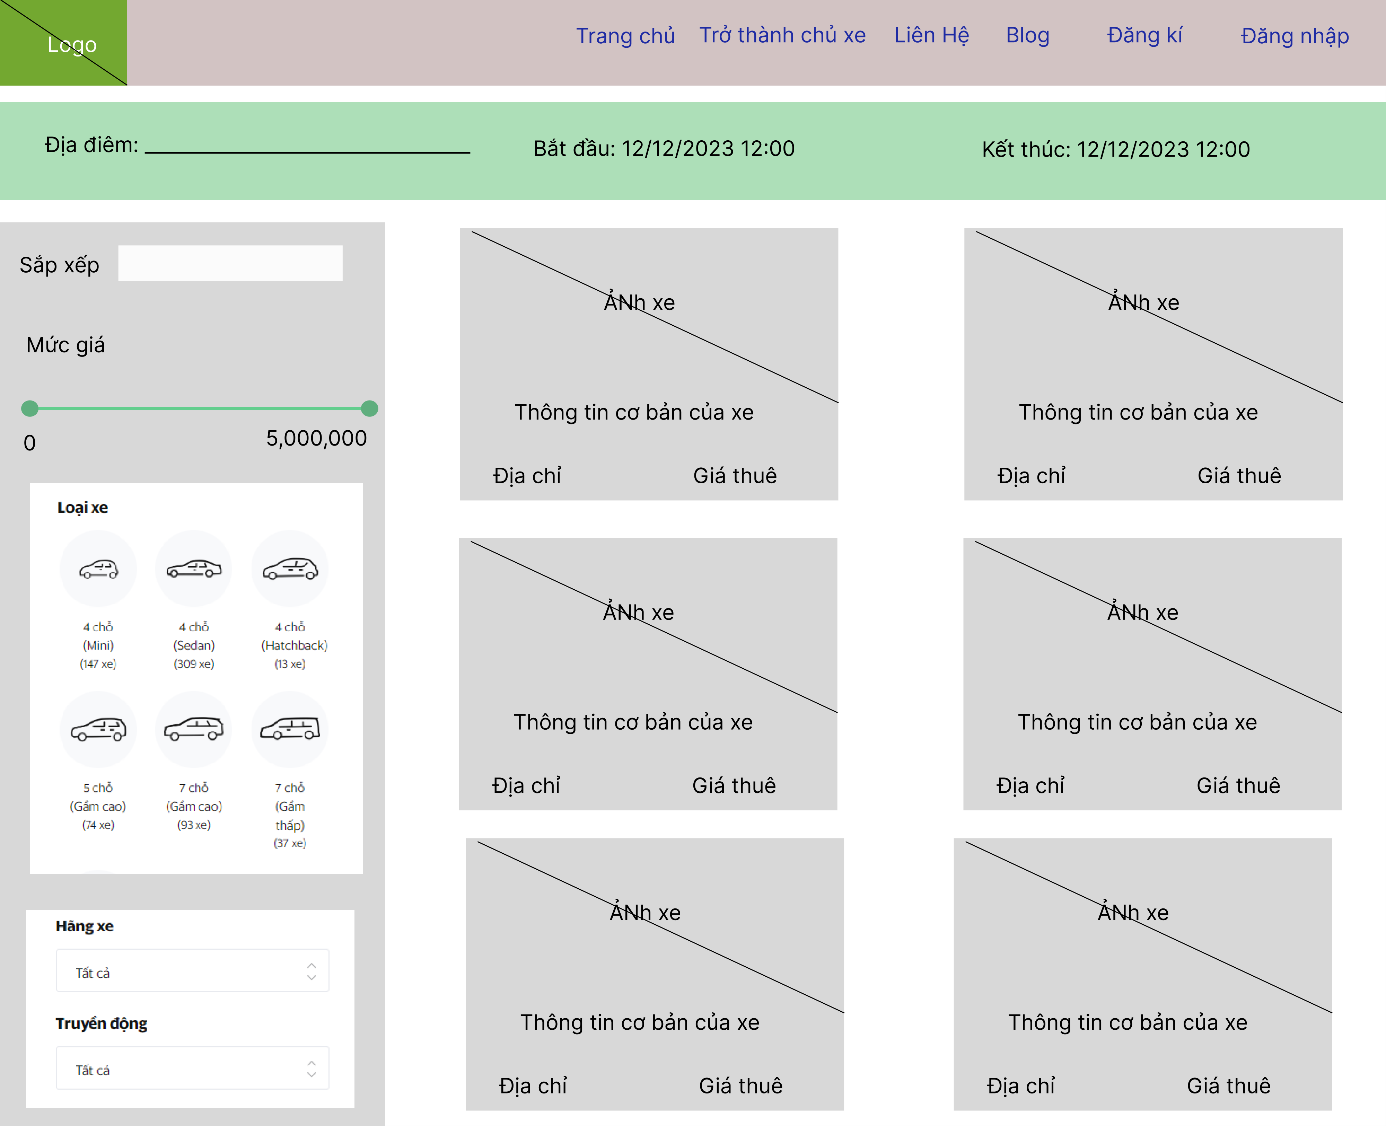 Logo
Trang chủ
Trở thành chủ xe
Liên Hệ
Blog
Đăng kí
Đăng nhập
Địa điêm:
Bắt đầu: 12/12/2023 12:00
Kết thúc: 12/12/2023 12:00
Sắp xếp
Mức giá
0
5,000,000
Loại xe
4 chỗ
(Mini)
(147 xe)
4 chỗ
(Sedan)
(309 xe)
4 chỗ
(Hatchback)
(13 xe)
5 chỗ
(Gầm cao)
(74 xe)
7 chỗ
(Gầm cao)
(93 xe)
7 chỗ
(Gầm
thấp)
(37 xe)
Hãng xe
Tất cả
Truyền động
Tất cả
ẢNh xe
Thông tin cơ bản của xe
Địa chỉ
Giá thuê
ẢNh xe
Thông tin cơ bản của xe
Địa chỉ
Giá thuê
ẢNh xe
Thông tin cơ bản của xe
Địa chỉ
Giá thuê
ẢNh xe
Thông tin cơ bản của xe
Địa chỉ
Giá thuê
ẢNh xe
Thông tin cơ bản của xe
Địa chỉ
Giá thuê
ẢNh xe
Thông tin cơ bản của xe
Địa chỉ
Giá thuê